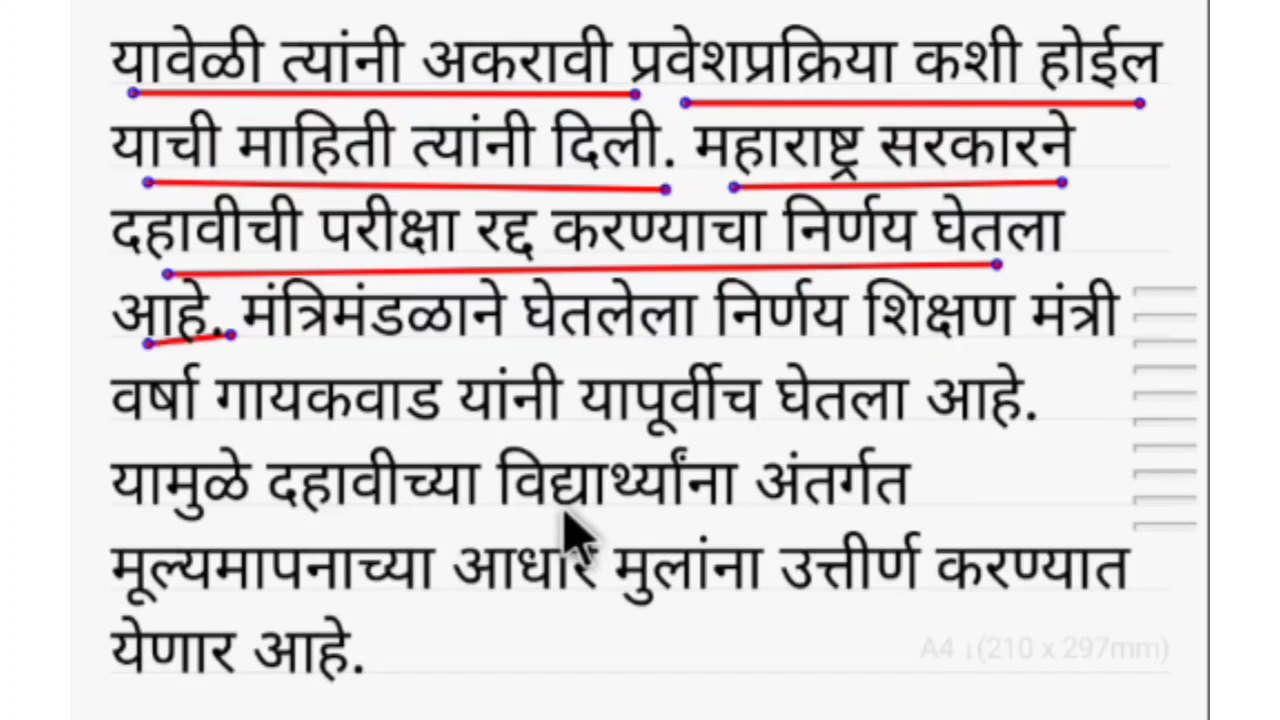 यावेळी त्यांनी अकरावी प्रवेशप्रक्रिया कशी होईल
याची माहिती त्यांनी दिली. महाराष्ट्र सरकारने
दहावीची परीक्षा रद्द करण्याचा निर्णय घेतला
आहे. मंत्रिमंडळाने घेतलेला निर्णय शिक्षण मंत्री
वर्षा गायकवाड यांनी यापूर्वीच घेतला आहे.
यामुळे दहावीच्या विद्यार्थ्यांना अंतर्गत
मूल्यमापनाच्या आधारे मुलांना उत्तीर्ण करण्यात
येणार आहे.
A4 ↓(210 x 297mm)